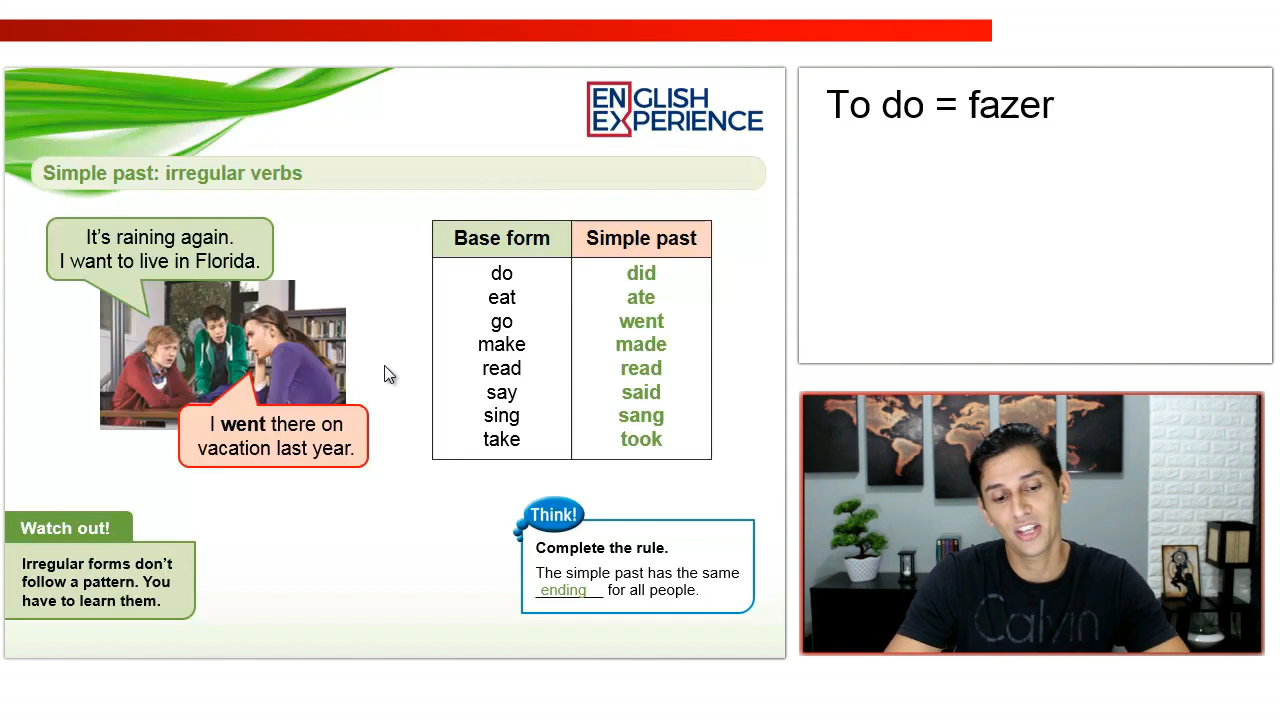 ENGLISH
EXPERIENCE
Simple past: irregular verbs
It's raining again.
I want to live in Florida.
I went there on
vacation last year.
Base form Simple past
do did
eat ate
go went
make made
read read
say said
sing sang
take took
Watch out!
Irregular forms don't
follow a pattern. You
have to learn them.
Think!
Complete the rule.
The simple past has the same
ending for all people.
To do = fazer
Calvin